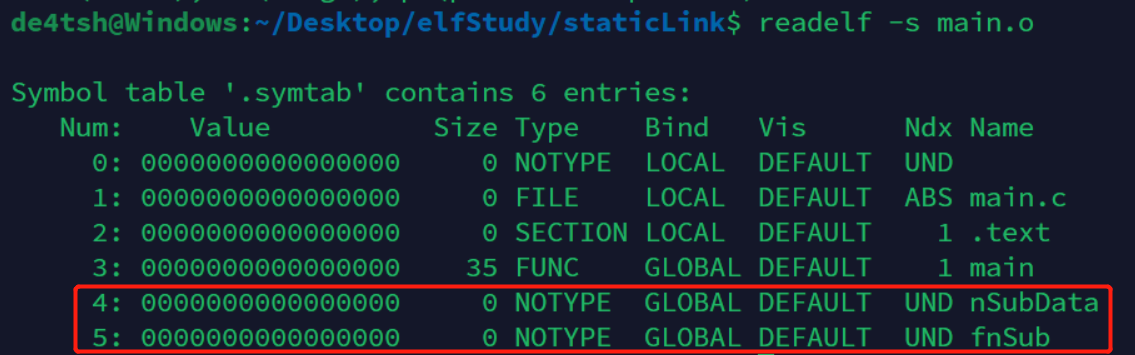 de4tsh@Windows:~/Desktop/elfStudy/staticLink$ readelf -s main.o
Symbol table '.symtab' contains 6 entries:
Num: Value Size Type Bind Vis Ndx Name
0: 0000000000000000 0 NOTYPE LOCAL DEFAULT UND
1: 0000000000000000 0 FILE LOCAL DEFAULT ABS main.c
2: 0000000000000000 0 SECTION LOCAL DEFAULT 1 .text
3: 0000000000000000 35 FUNC GLOBAL DEFAULT 1 main
4: 0000000000000000 0 NOTYPE GLOBAL DEFAULT UND nSubData
5: 0000000000000000 0 NOTYPE GLOBAL DEFAULT UND fnSub